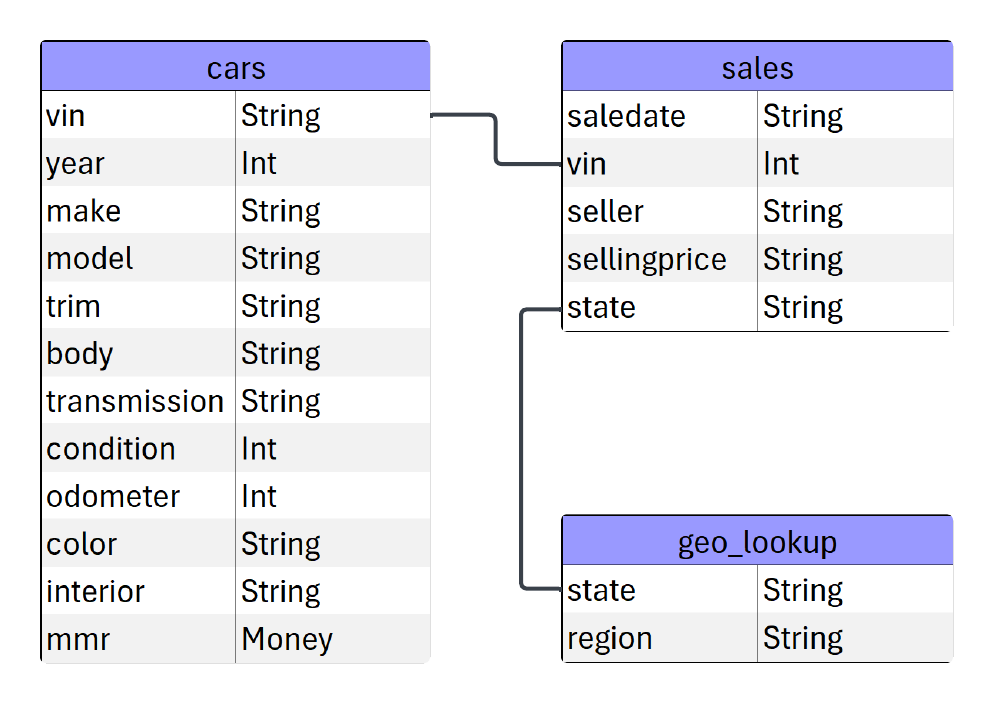 cars
vin String
year Int
make String
model String
trim String
body String
transmission String
condition Int
odometer Int
color String
interior String
mmr Money
sales
saledate String
vin Int
seller String
sellingprice String
state String
geo_lookup
state String
region String